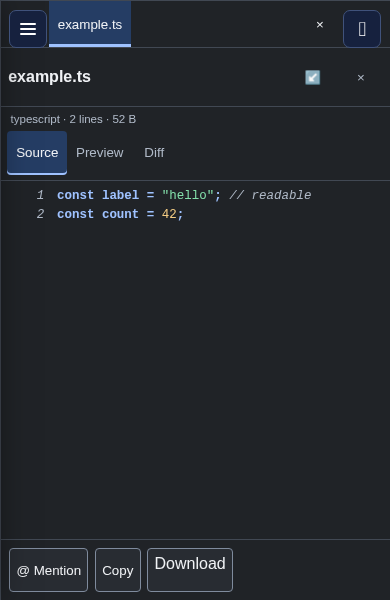 example.ts ×
example.ts ×
typescript · 2 lines · 52 B
Source Preview Diff
1 const label = "hello"; // readable
2 const count = 42;
@ Mention Copy Download